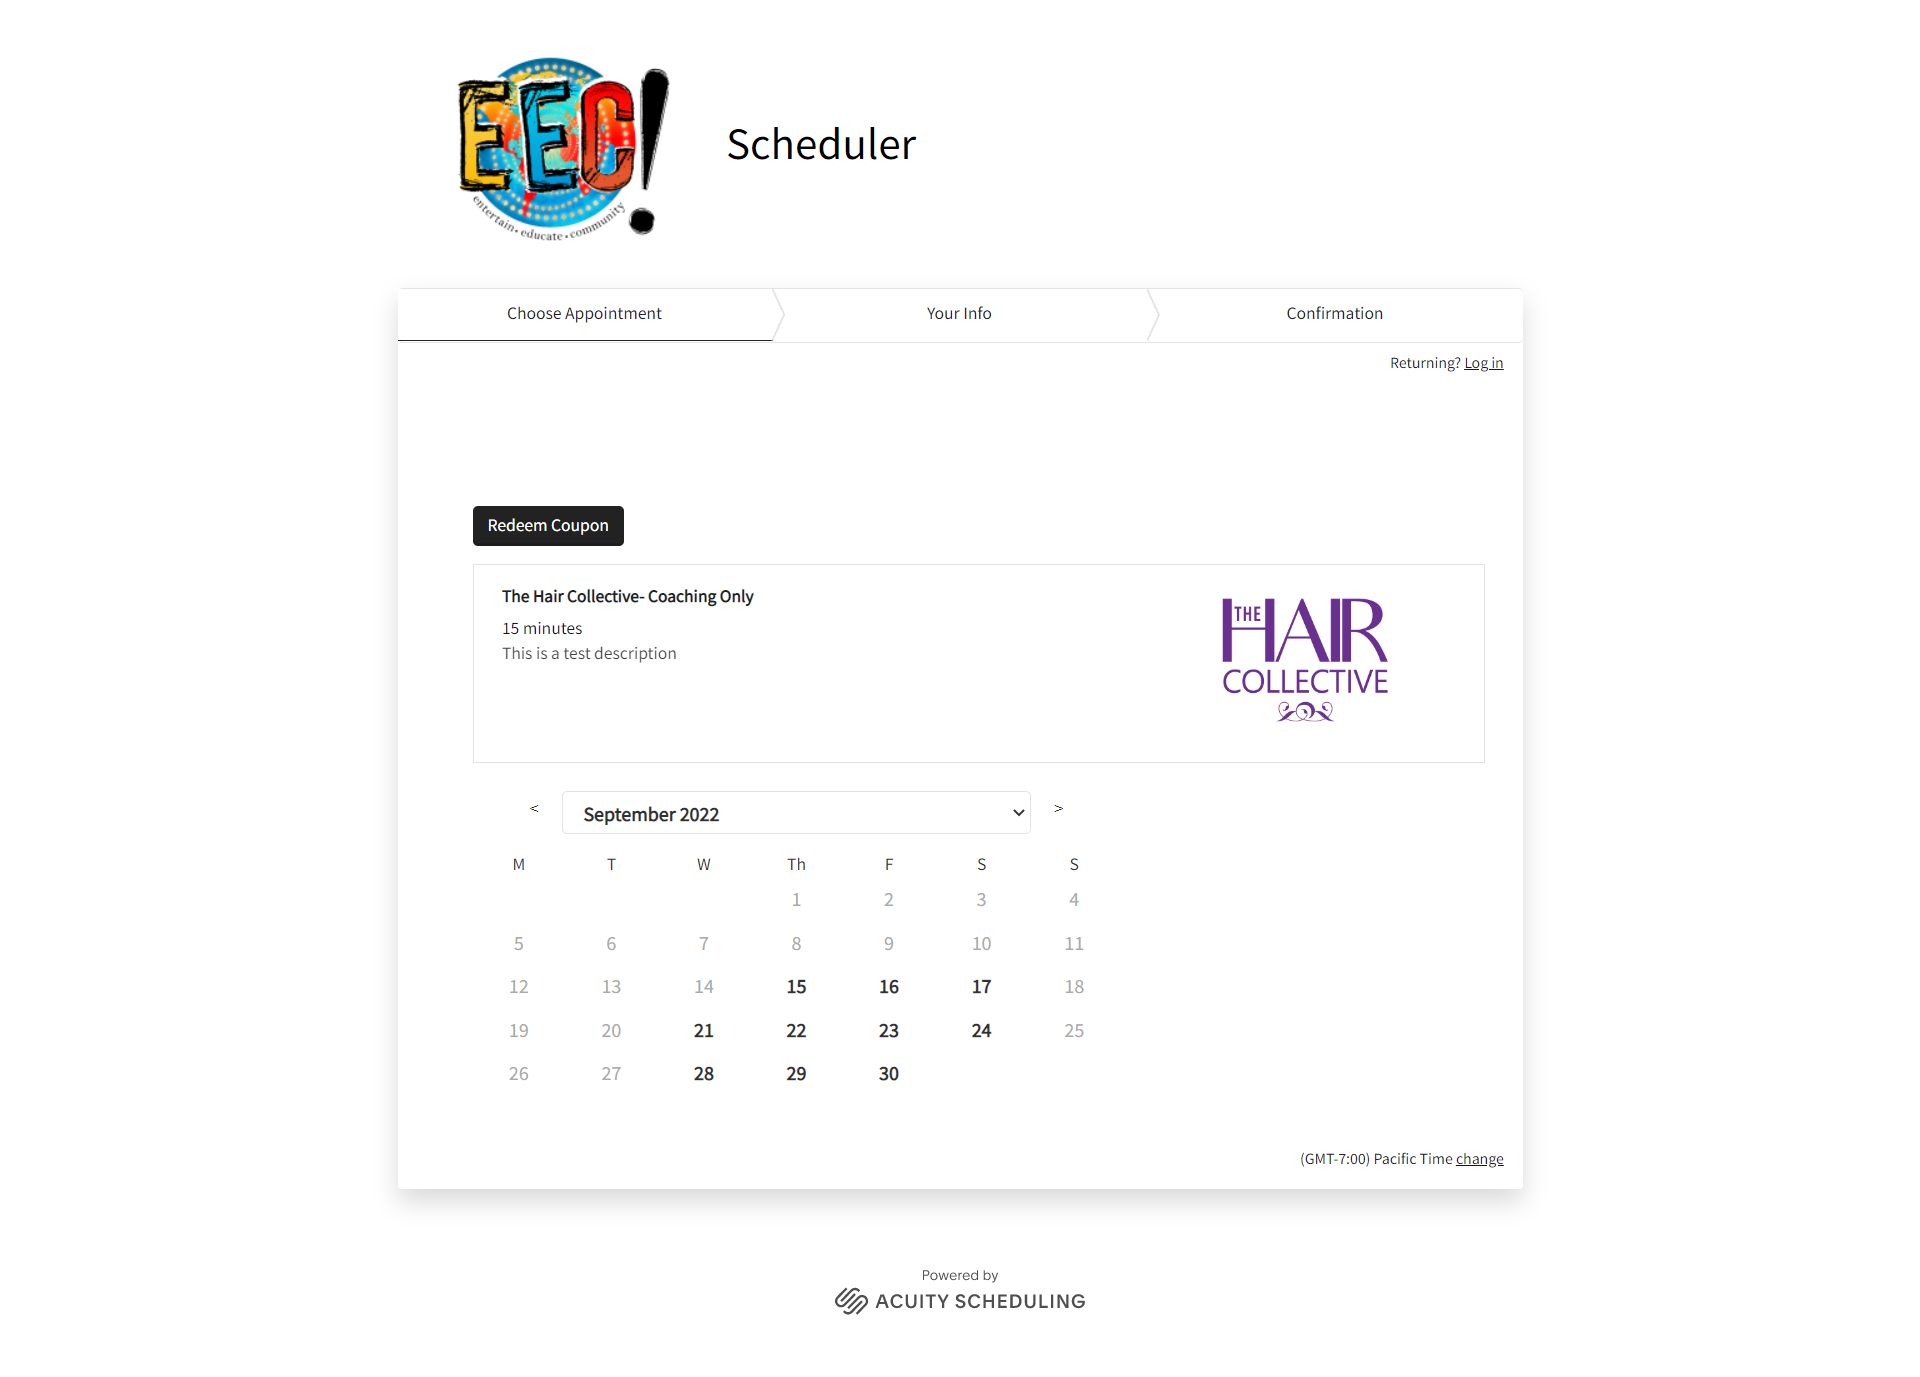 EEC!
entertain • educate • community
Scheduler
Choose Appointment
Your Info
Confirmation
Returning? Log in
Redeem Coupon
The Hair Collective- Coaching Only
15 minutes
This is a test description
THE HAIR
COLLECTIVE
< September 2022 >
M T W Th F S S
1 2 3 4
5 6 7 8 9 10 11
12 13 14 15 16 17 18
19 20 21 22 23 24 25
26 27 28 29 30
(GMT-7:00) Pacific Time change
Powered by
ACUITY SCHEDULING